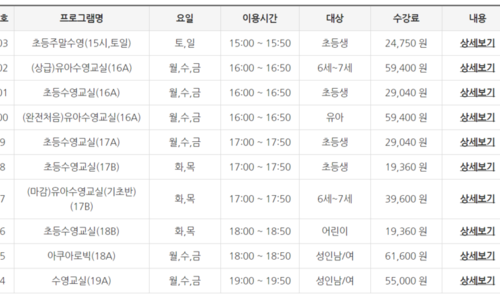 호 프로그램명 요일 이용시간 대상 수강료 내용
03 초등주말수영(15시,토일) 토,일 15:00 ~ 15:50 초등생 24,750 원 상세보기
02 (상급)유아수영교실(16A) 월,수,금 16:00 ~ 16:50 6세~7세 59,400 원 상세보기
01 초등수영교실(16A) 월,수,금 16:00 ~ 16:50 초등생 29,040 원 상세보기
00 (완전처음)유아수영교실(16A) 월,수,금 16:00 ~ 16:50 유아 59,400 원 상세보기
9 초등수영교실(17A) 월,수,금 17:00 ~ 17:50 초등생 29,040 원 상세보기
8 초등수영교실(17B) 화,목 17:00 ~ 17:50 초등생 19,360 원 상세보기
7 (마감)유아수영교실(기초반)(17B) 화,목 17:00 ~ 17:50 6세~7세 39,600 원 상세보기
6 초등수영교실(18B) 화,목 18:00 ~ 18:50 어린이 19,360 원 상세보기
5 아쿠아로빅(18A) 월,수,금 18:00 ~ 18:50 성인남/여 61,600 원 상세보기
4 수영교실(19A) 월,수,금 19:00 ~ 19:50 성인남/여 55,000 원 상세보기